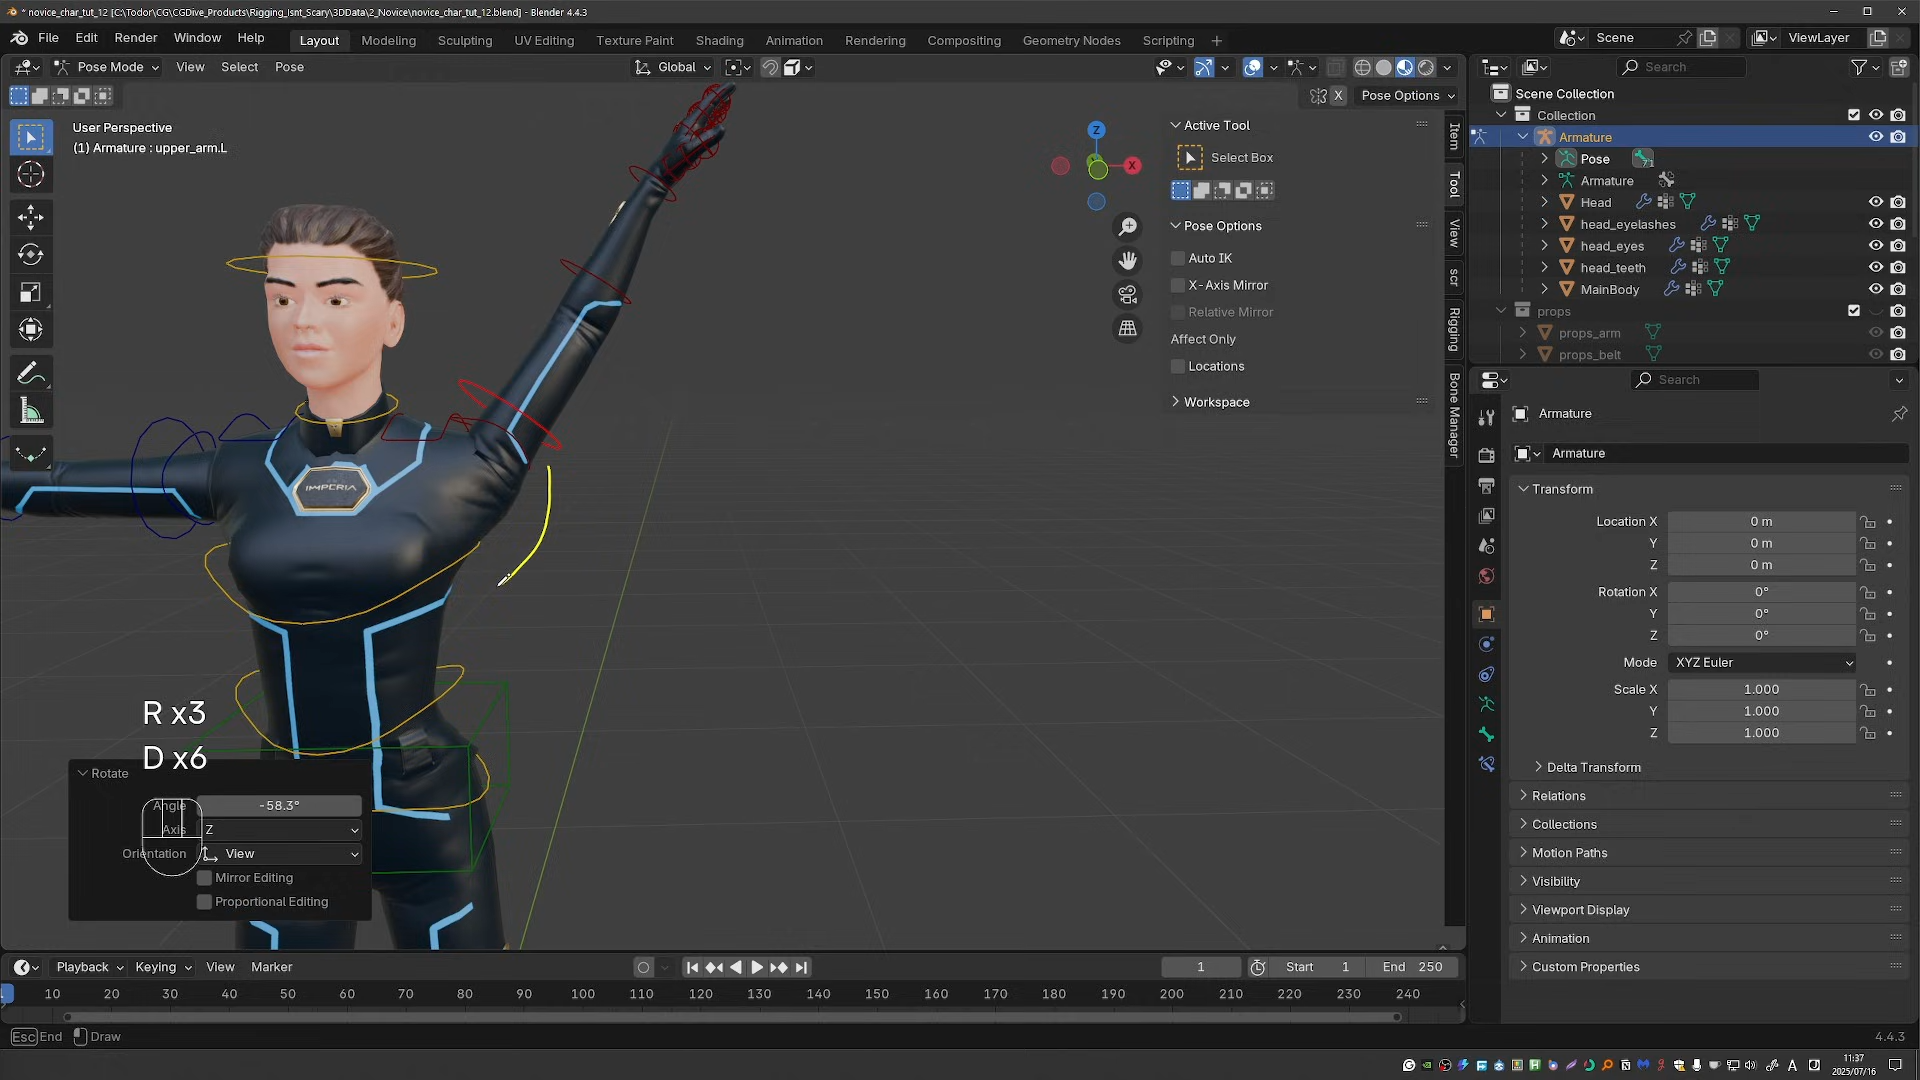 * novice_char_tut_12 [C:\Todor\CG\CGDive_Products\Rigging_Isnt_Scary\3DData\2_Novice\novice_char_tut_12.blend] - Blender 4.4.3
File Edit Render Window Help
Layout Modeling Sculpting UV Editing Texture Paint Shading Animation Rendering Compositing Geometry Nodes Scripting +
Scene
ViewLayer
Pose Mode View Select Pose
Global
X Pose Options
User Perspective
(1) Armature : upper_arm.L
Z
X
Active Tool
Select Box
Pose Options
Auto IK
X-Axis Mirror
Relative Mirror
Affect Only
Locations
Workspace
Item
Tool
View
scr
Rigging
Bone Manager
IMPERIA
R x3
D x6
Rotate
Angle -58.3°
Axis Z
Orientation View
Mirror Editing
Proportional Editing
Search
Scene Collection
Collection
Armature
Pose 71
Armature
Head
head_eyelashes
head_eyes
head_teeth
MainBody
props
props_arm
props_belt
Search
Armature
Armature
Transform
Location X 0 m
Y 0 m
Z 0 m
Rotation X 0°
Y 0°
Z 0°
Mode XYZ Euler
Scale X 1.000
Y 1.000
Z 1.000
Delta Transform
Relations
Collections
Motion Paths
Visibility
Viewport Display
Animation
Custom Properties
Playback Keying View Marker
1 Start 1 End 250
10 20 30 40 50 60 70 80 90 100 110 120 130 140 150 160 170 180 190 200 210 220 230 240
Esc End Draw
4.4.3
11:37
2025/07/16